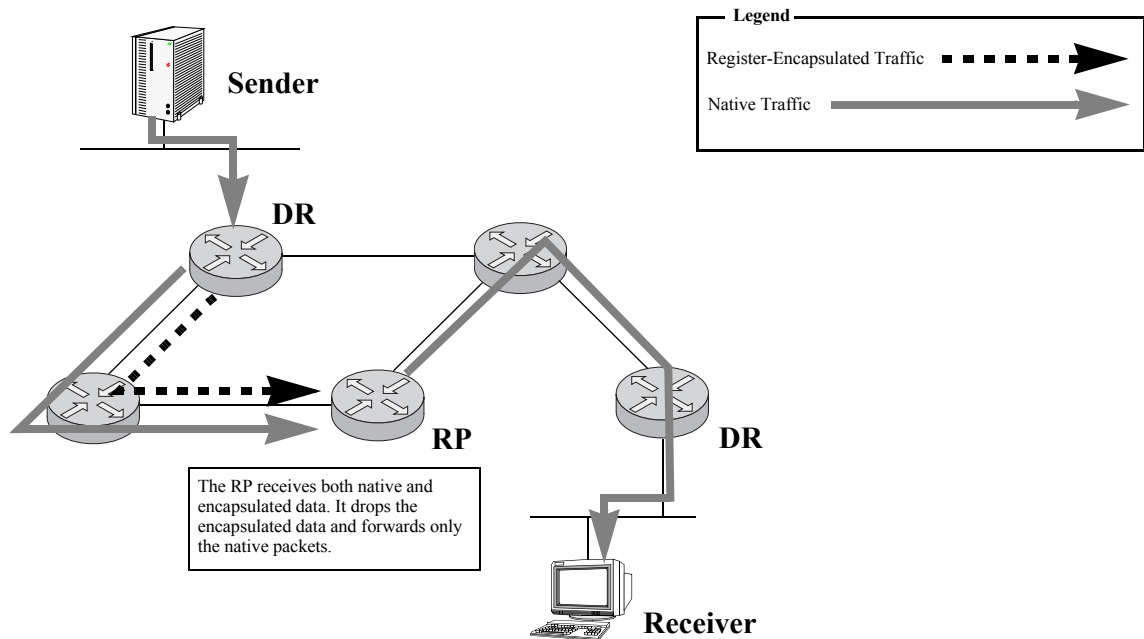 Legend
Register-Encapsulated Traffic
Native Traffic
Sender
DR
RP
DR
The RP receives both native and
encapsulated data. It drops the
encapsulated data and forwards only
the native packets.
Receiver